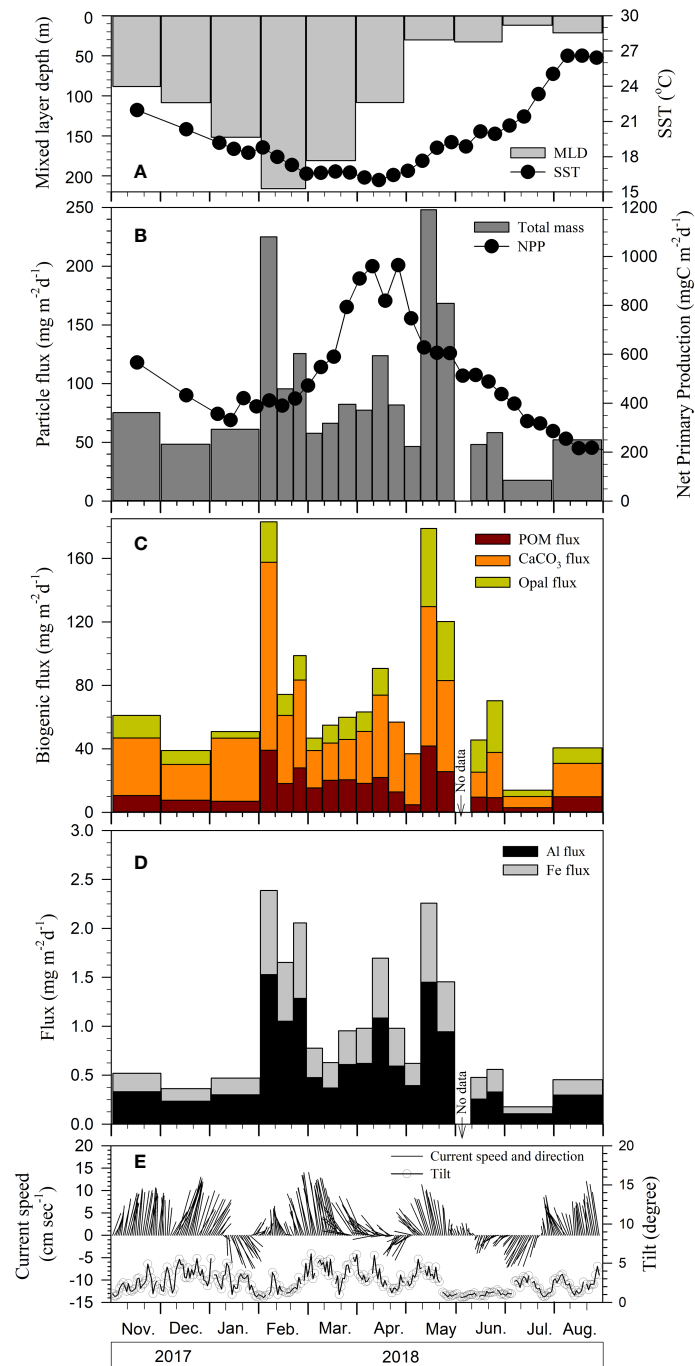 Mixed layer depth (m)
0
50
100
150
200
A
MLD
SST
30
27
24
21
18
15
SST (°C)
Particle flux (mg m⁻²d⁻¹)
250
200
150
100
50
0
B
Total mass
NPP
1200
1000
800
600
400
200
0
Net Primary Production (mgC m⁻²d⁻¹)
Biogenic flux (mg m⁻²d⁻¹)
160
120
80
40
0
C
POM flux
CaCO₃ flux
Opal flux
No data
Flux (mg m⁻²d⁻¹)
3.0
2.5
2.0
1.5
1.0
0.5
0.0
D
Al flux
Fe flux
No data
Current speed
(cm sec⁻¹)
20
15
10
5
0
-5
-10
-15
E
Current speed and direction
Tilt
20
15
10
5
0
Tilt (degree)
Nov. Dec. Jan. Feb. Mar. Apr. May Jun. Jul. Aug.
2017 2018